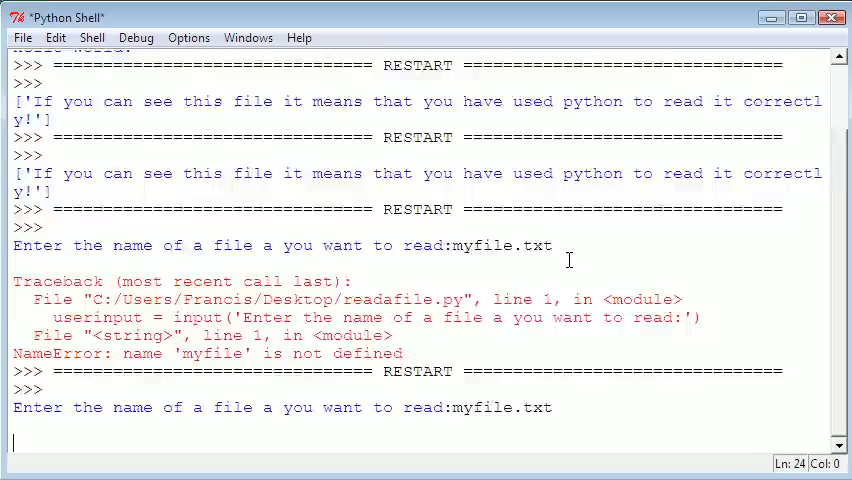 *Python Shell*
File Edit Shell Debug Options Windows Help
>>> ================================ RESTART ================================
>>>
['If you can see this file it means that you have used python to read it correctl
y!']
>>> ================================ RESTART ================================
>>>
['If you can see this file it means that you have used python to read it correctl
y!']
>>> ================================ RESTART ================================
>>>
Enter the name of a file a you want to read:myfile.txt
Traceback (most recent call last):
File "C:/Users/Francis/Desktop/readafile.py", line 1, in <module>
userinput = input('Enter the name of a file a you want to read:')
File "<string>", line 1, in <module>
NameError: name 'myfile' is not defined
>>> ================================ RESTART ================================
>>>
Enter the name of a file a you want to read:myfile.txt
Ln: 24 Col: 0